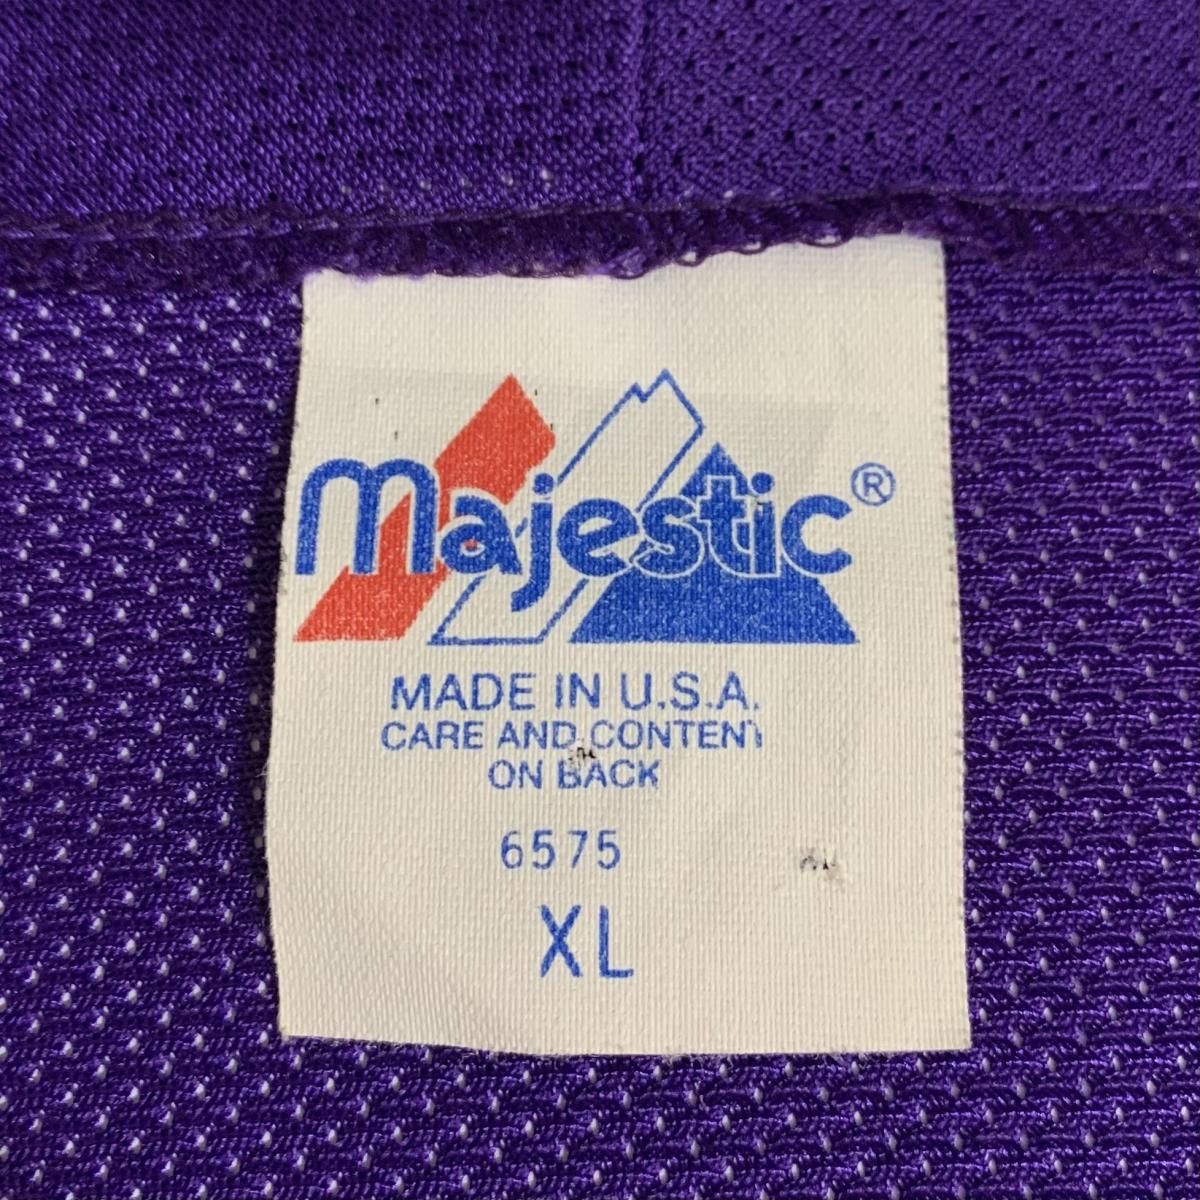 Majestic®
MADE IN U.S.A.
CARE AND CONTENT
ON BACK
6575
XL